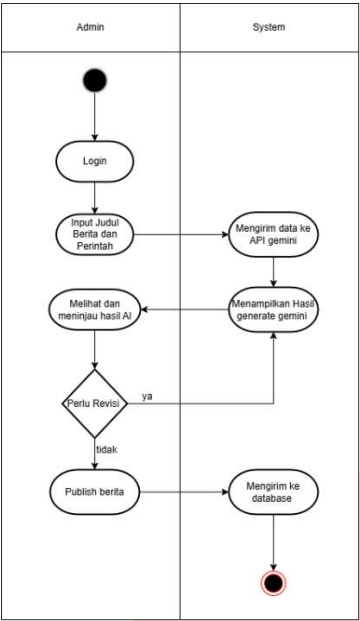 Admin
System
Login
Input Judul
Berita dan
Perintah
Mengirim data ke
API gemini
Melihat dan
meninjau hasil AI
Menampilkan Hasil
generate gemini
Perlu Revisi
ya
tidak
Publish berita
Mengirim ke
database